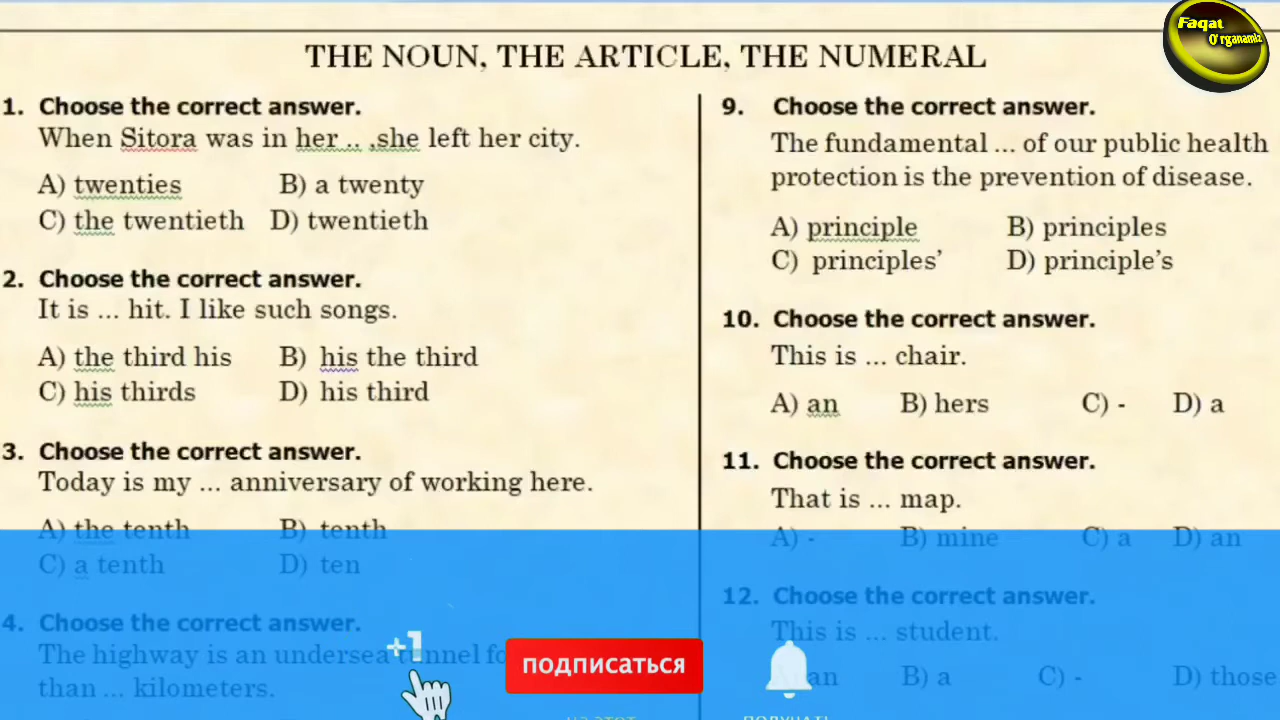 Faqat
O'rganamiz
THE NOUN, THE ARTICLE, THE NUMERAL
1. Choose the correct answer.
When Sitora was in her .. ,she left her city.
A) twenties B) a twenty
C) the twentieth D) twentieth
2. Choose the correct answer.
It is ... hit. I like such songs.
A) the third his B) his the third
C) his thirds D) his third
3. Choose the correct answer.
Today is my ... anniversary of working here.
A) the tenth B) tenth
C) a tenth D) ten
4. Choose the correct answer.
The highway is an undersea tunnel
than ... kilometers.
9. Choose the correct answer.
The fundamental ... of our public health
protection is the prevention of disease.
A) principle B) principles
C) principles’ D) principle’s
10. Choose the correct answer.
This is ... chair.
A) an B) hers C) - D) a
11. Choose the correct answer.
That is ... map.
A) - B) mine C) a D) an
12. Choose the correct answer.
This is ... student.
an B) a C) - D) those
+1
подписаться